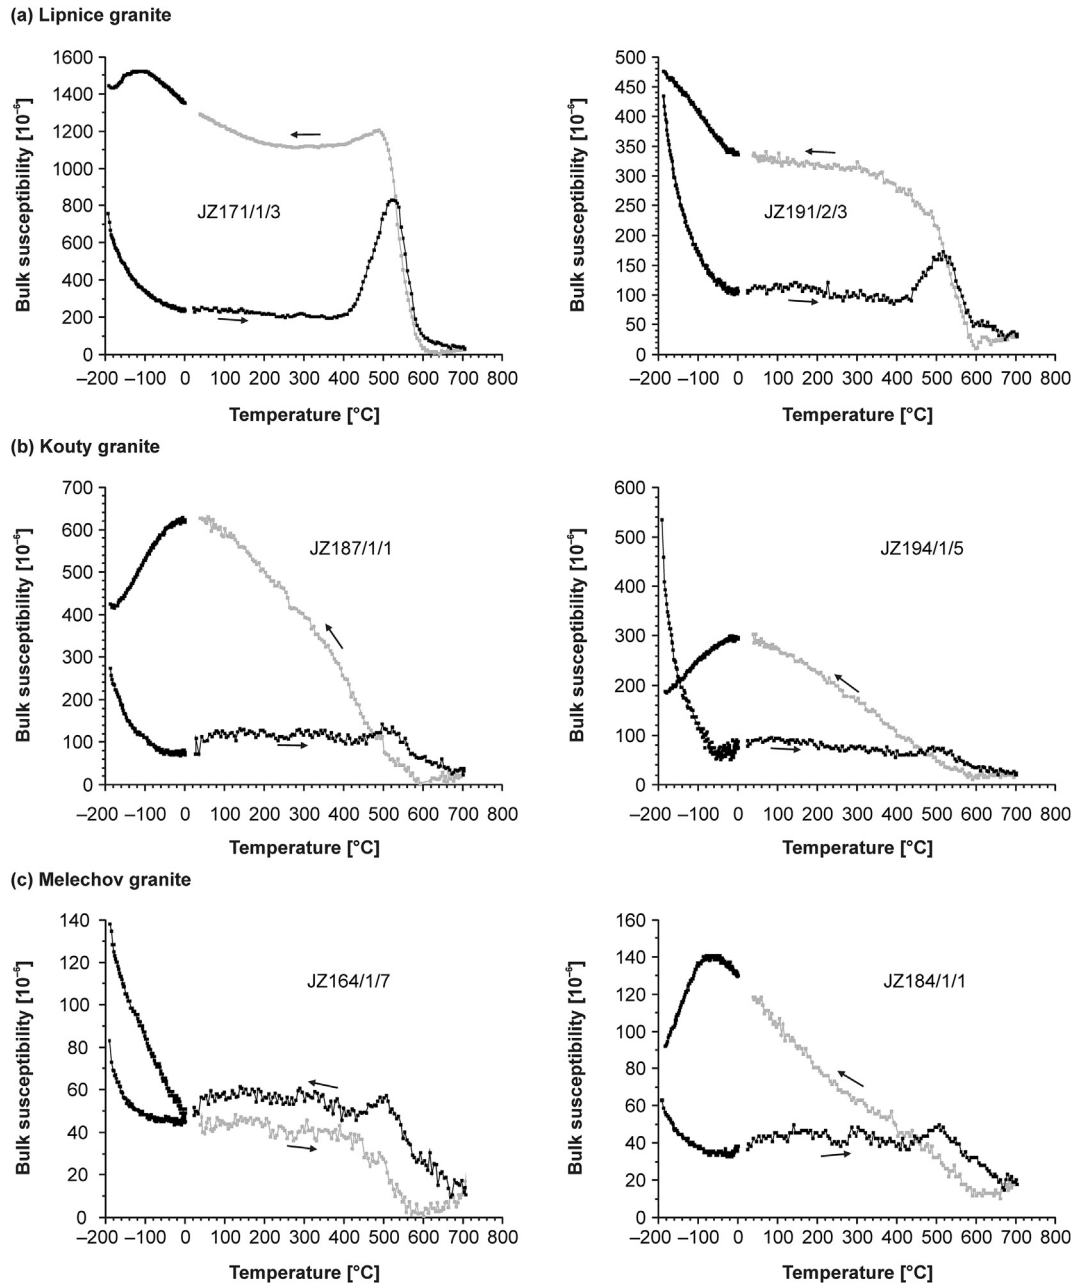 (a) Lipnice granite
1600
1400
1200
1000
800
600
400
200
0
Bulk susceptibility [10⁻⁶]
JZ171/1/3
–200 –100 0 100 200 300 400 500 600 700 800
Temperature [°C]
500
450
400
350
300
250
200
150
100
50
0
Bulk susceptibility [10⁻⁶]
JZ191/2/3
–200 –100 0 100 200 300 400 500 600 700 800
Temperature [°C]
(b) Kouty granite
700
600
500
400
300
200
100
0
Bulk susceptibility [10⁻⁶]
JZ187/1/1
–200 –100 0 100 200 300 400 500 600 700 800
Temperature [°C]
600
500
400
300
200
100
0
Bulk susceptibility [10⁻⁶]
JZ194/1/5
–200 –100 0 100 200 300 400 500 600 700 800
Temperature [°C]
(c) Melechov granite
140
120
100
80
60
40
20
0
Bulk susceptibility [10⁻⁶]
JZ164/1/7
–200 –100 0 100 200 300 400 500 600 700 800
Temperature [°C]
160
140
120
100
80
60
40
20
0
Bulk susceptibility [10⁻⁶]
JZ184/1/1
–200 –100 0 100 200 300 400 500 600 700 800
Temperature [°C]